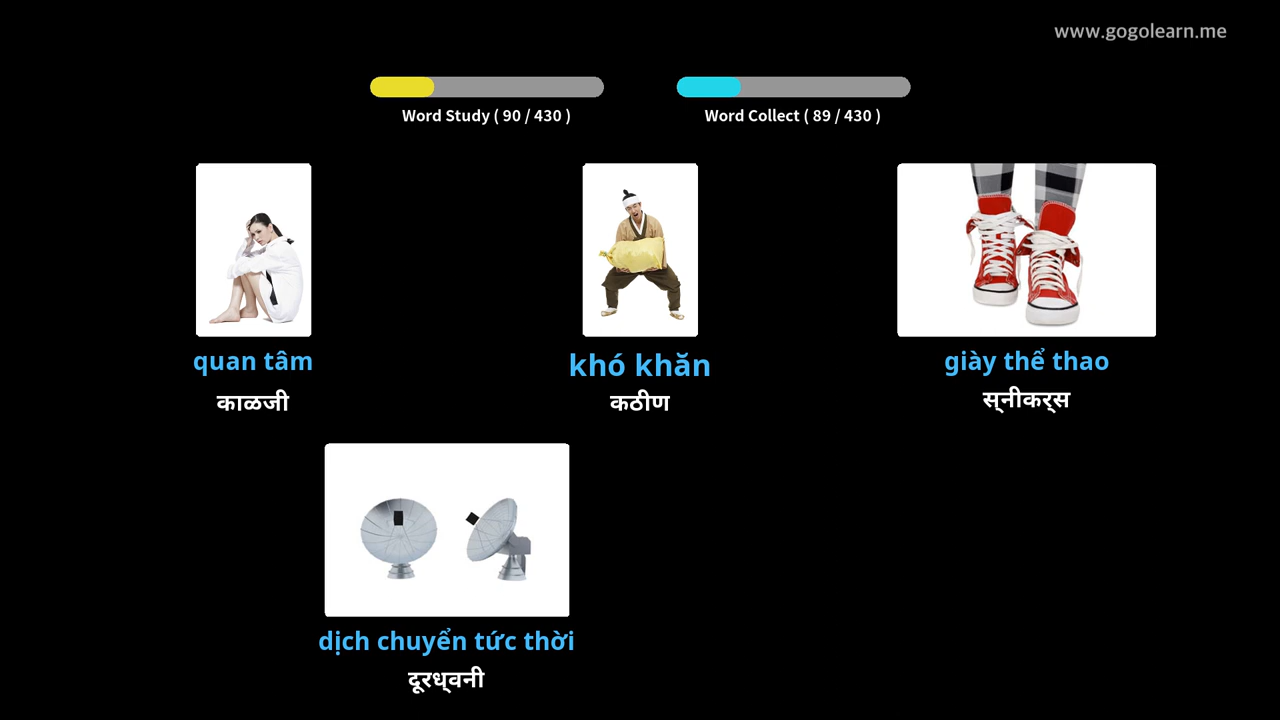 www.gogolearn.me
Word Study ( 90 / 430 )
Word Collect ( 89 / 430 )
quan tâm
काळजी
khó khăn
कठीण
giày thể thao
स्नीकर्स
dịch chuyển tức thời
दूरध्वनी